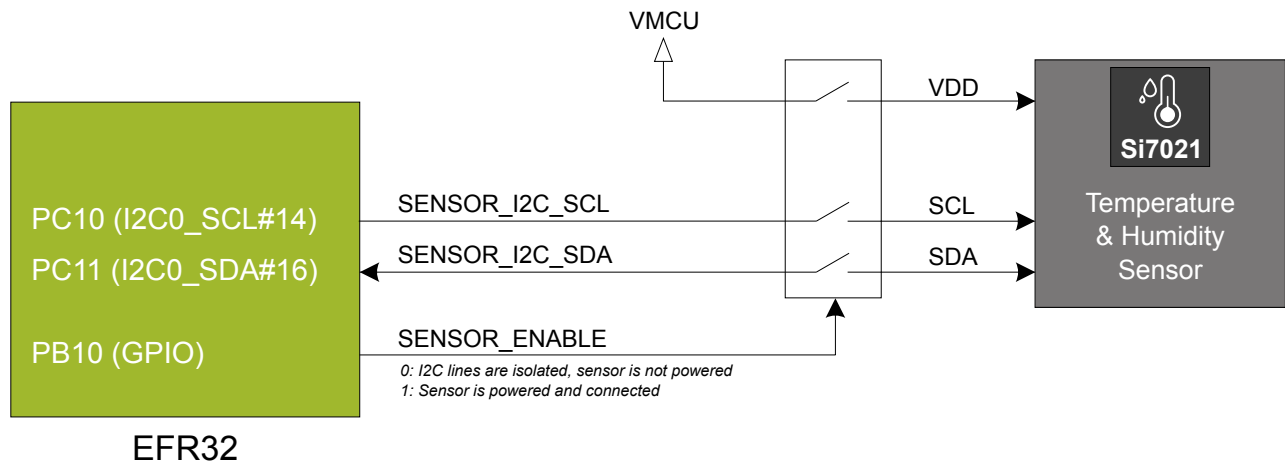 VMCU
VDD
Si7021
PC10 (I2C0_SCL#14)
SENSOR_I2C_SCL
SCL
Temperature
& Humidity
Sensor
PC11 (I2C0_SDA#16)
SENSOR_I2C_SDA
SDA
PB10 (GPIO)
SENSOR_ENABLE
0: I2C lines are isolated, sensor is not powered
1: Sensor is powered and connected
EFR32